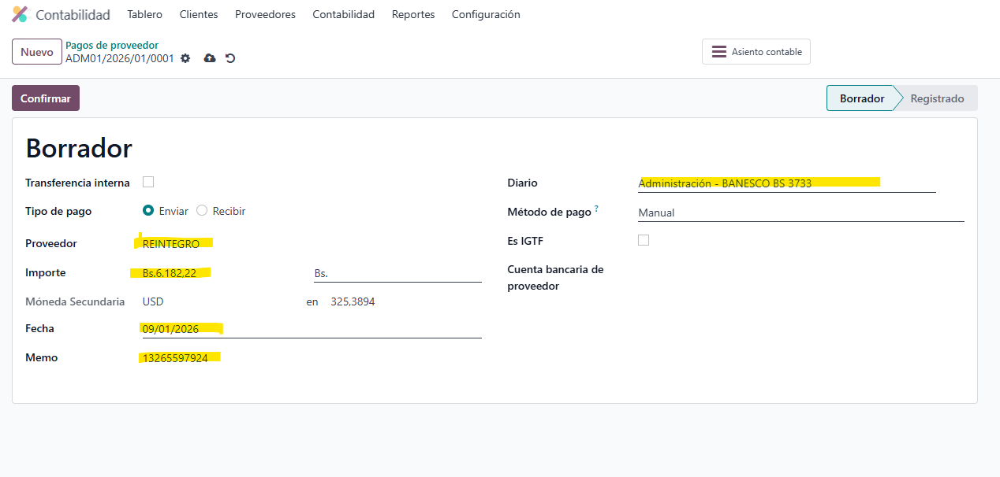 Contabilidad Tablero Clientes Proveedores Contabilidad Reportes Configuración
Nuevo
Pagos de proveedor
ADM01/2026/01/0001
Asiento contable
Confirmar
Borrador Registrado
Borrador
Transferencia interna
Tipo de pago Enviar Recibir
Proveedor REINTEGRO
Importe Bs.6.182,22 Bs.
Móneda Secundaria USD en 325,3894
Fecha 09/01/2026
Memo 13265597924
Diario Administración - BANESCO BS 3733
Método de pago ? Manual
Es IGTF
Cuenta bancaria de
proveedor